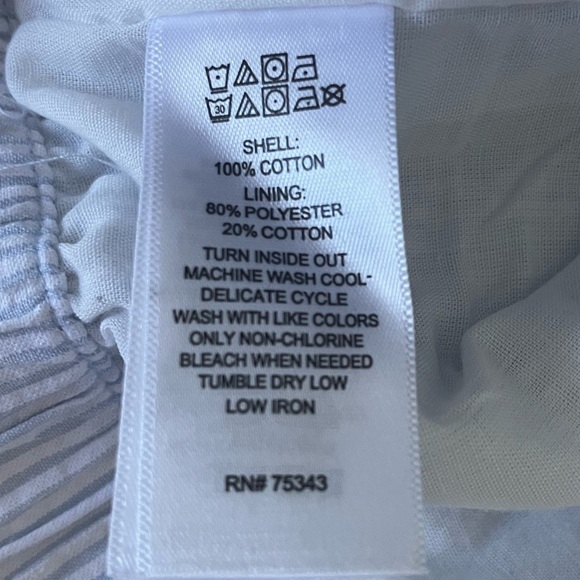 30
SHELL:
100% COTTON
LINING:
80% POLYESTER
20% COTTON
TURN INSIDE OUT
MACHINE WASH COOL-
DELICATE CYCLE
WASH WITH LIKE COLORS
ONLY NON-CHLORINE
BLEACH WHEN NEEDED
TUMBLE DRY LOW
LOW IRON
RN# 75343